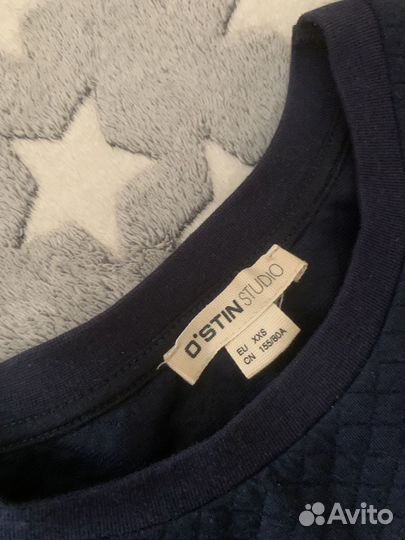 O'STIN STUDIO
EU XXS
CN 155/80A
Avito